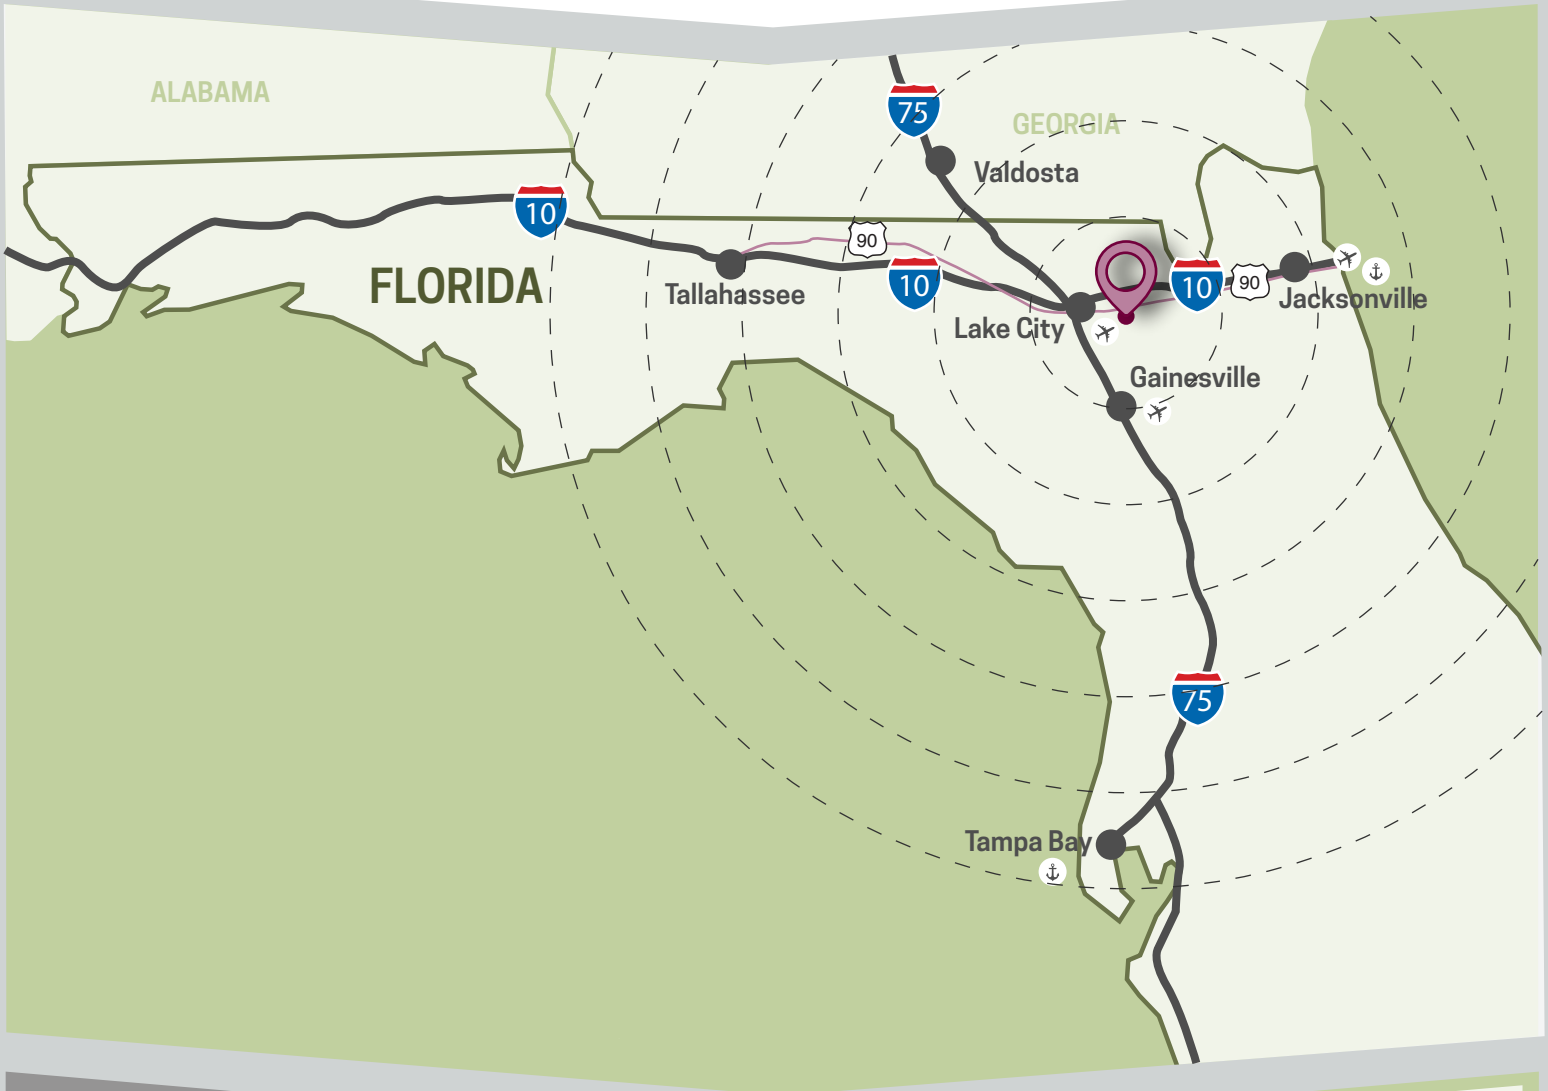 ALABAMA
75
GEORGIA
Valdosta
10
90
FLORIDA
Tallahassee
10
10
90
Jacksonville
Lake City
Gainesville
75
Tampa Bay